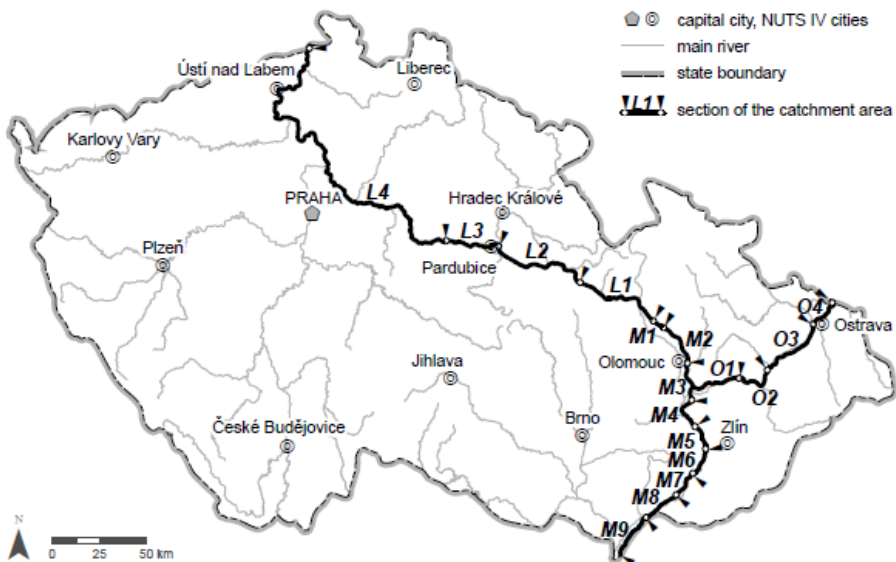 capital city, NUTS IV cities
main river
state boundary
L1 section of the catchment area
Ústí nad Labem
Liberec
Karlovy Vary
PRAHA
L4
Hradec Králové
L3
Plzeň
Pardubice
L2
L1
M1
M2
O4
Ostrava
O3
Olomouc
O1
O2
Jihlava
M3
M4
České Budějovice
Brno
Zlín
M5
M6
M7
M8
M9
N
0 25 50 km